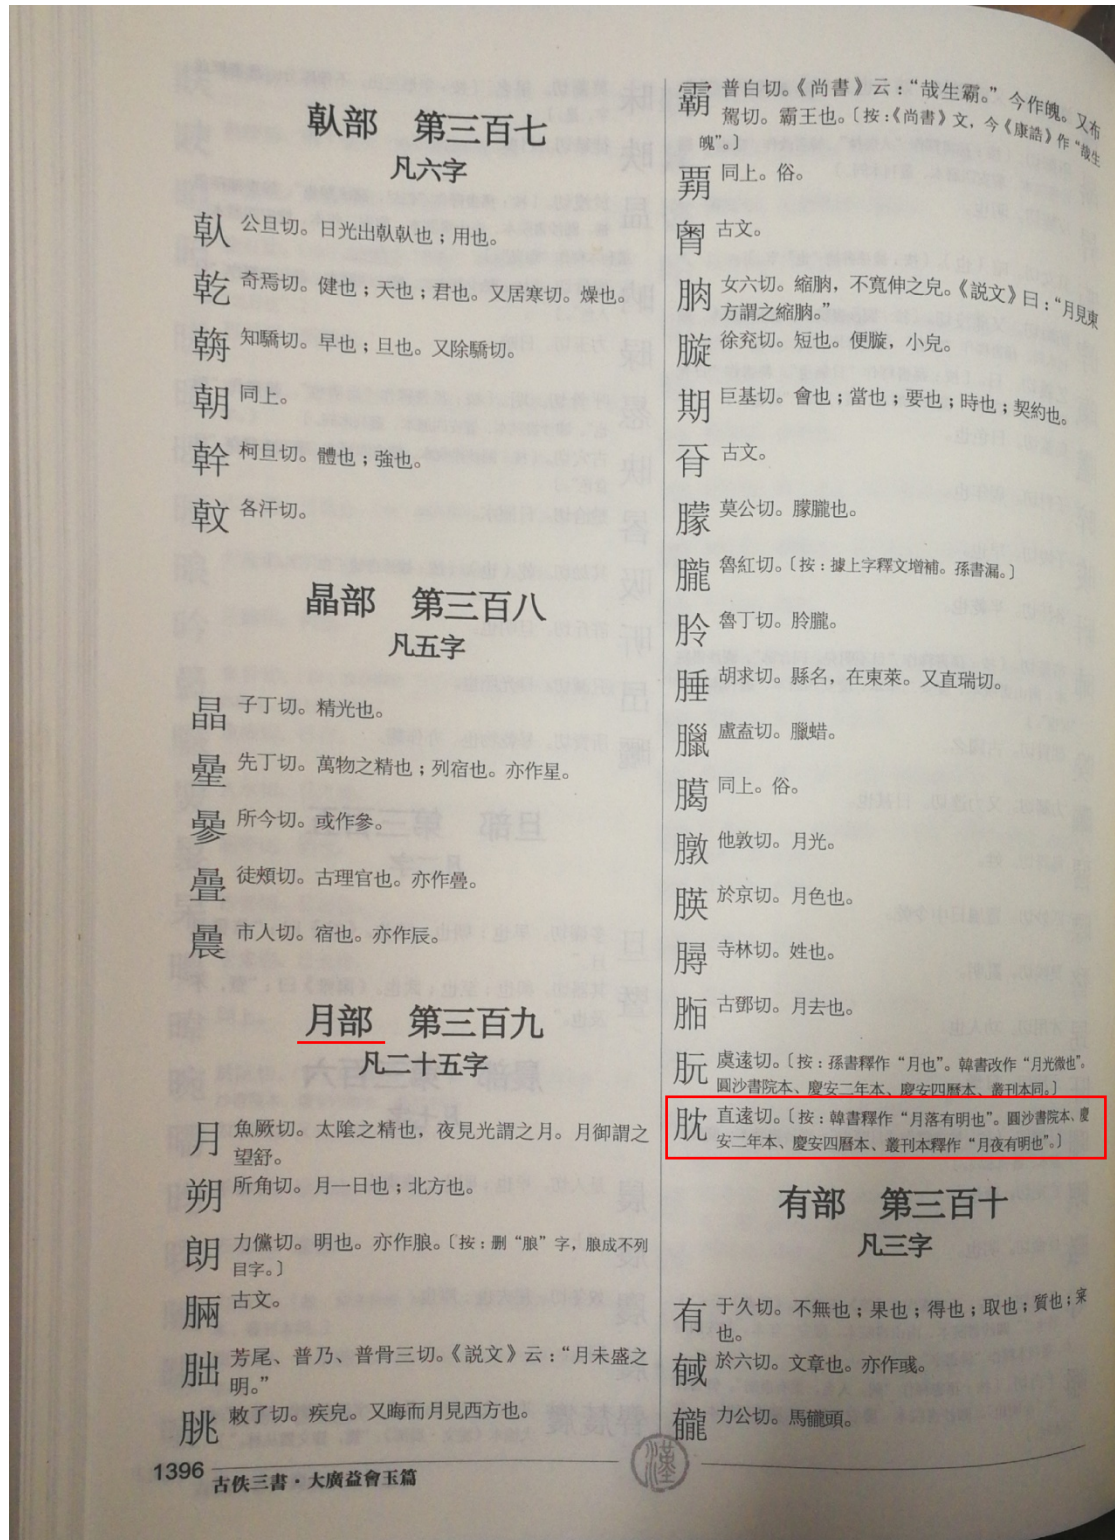 倝部 第三百七
凡六字
倝 公旦切。日光出倝倝也；用也。
乾 奇焉切。健也；天也；君也。又居寒切。燥也。
知驕切。早也；旦也。又除驕切。
朝 同上。
幹 柯旦切。體也；強也。
各汗切。
晶部 第三百八
凡五字
晶 子丁切。精光也。
曐 先丁切。萬物之精也；列宿也。亦作星。
曑 所今切。或作參。
疉 徒頰切。古理官也。亦作疊。
曟 市人切。宿也。亦作辰。
月部 第三百九
凡二十五字
月 魚厥切。太陰之精也，夜見光謂之月。月御謂之
望舒。
朔 所角切。月一日也；北方也。
朗 力儻切。明也。亦作朖。〔按：删“朖”字，朖成不列
目字。〕
古文。
朏 芳尾、普乃、普骨三切。《説文》云：“月未盛之
明。”
朓 敕了切。疾皃。又晦而月見西方也。
1396
古佚三書·大廣益會玉篇
霸 普白切。《尚書》云：“哉生霸。”今作魄。又布
駕切。霸王也。〔按：《尚書》文，今《康誥》作“哉生
魄”。〕
覇 同上。俗。
古文。
朒 女六切。縮朒，不寬伸之皃。《説文》曰：“月見東
方謂之縮朒。”
徐兖切。短也。便，小皃。
期 巨基切。會也；當也；要也；時也；契約也。
古文。
朦 莫公切。朦朧也。
朧 魯紅切。〔按：據上字釋文增補。孫書漏。〕
朎 魯丁切。朎朧。
腄 胡求切。縣名，在東萊。又直瑞切。
臘 盧盍切。臘蜡。
臈 同上。俗。
暾 他敦切。月光。
朠 於京切。月色也。
寺林切。姓也。
古鄧切。月去也。
朊 虞遠切。〔按：孫書釋作“月也”。韓書改作“月光微也”。
圓沙書院本、慶安二年本、慶安四曆本、叢刊本同。〕
直遠切。〔按：韓書釋作“月落有明也”。圓沙書院本、慶
安二年本、慶安四曆本、叢刊本釋作“月夜有明也”。〕
有部 第三百十
凡三字
有 于久切。不無也；果也；得也；取也；質也；寀
也。
戫 於六切。文章也。亦作彧。
龓 力公切。馬龓頭。